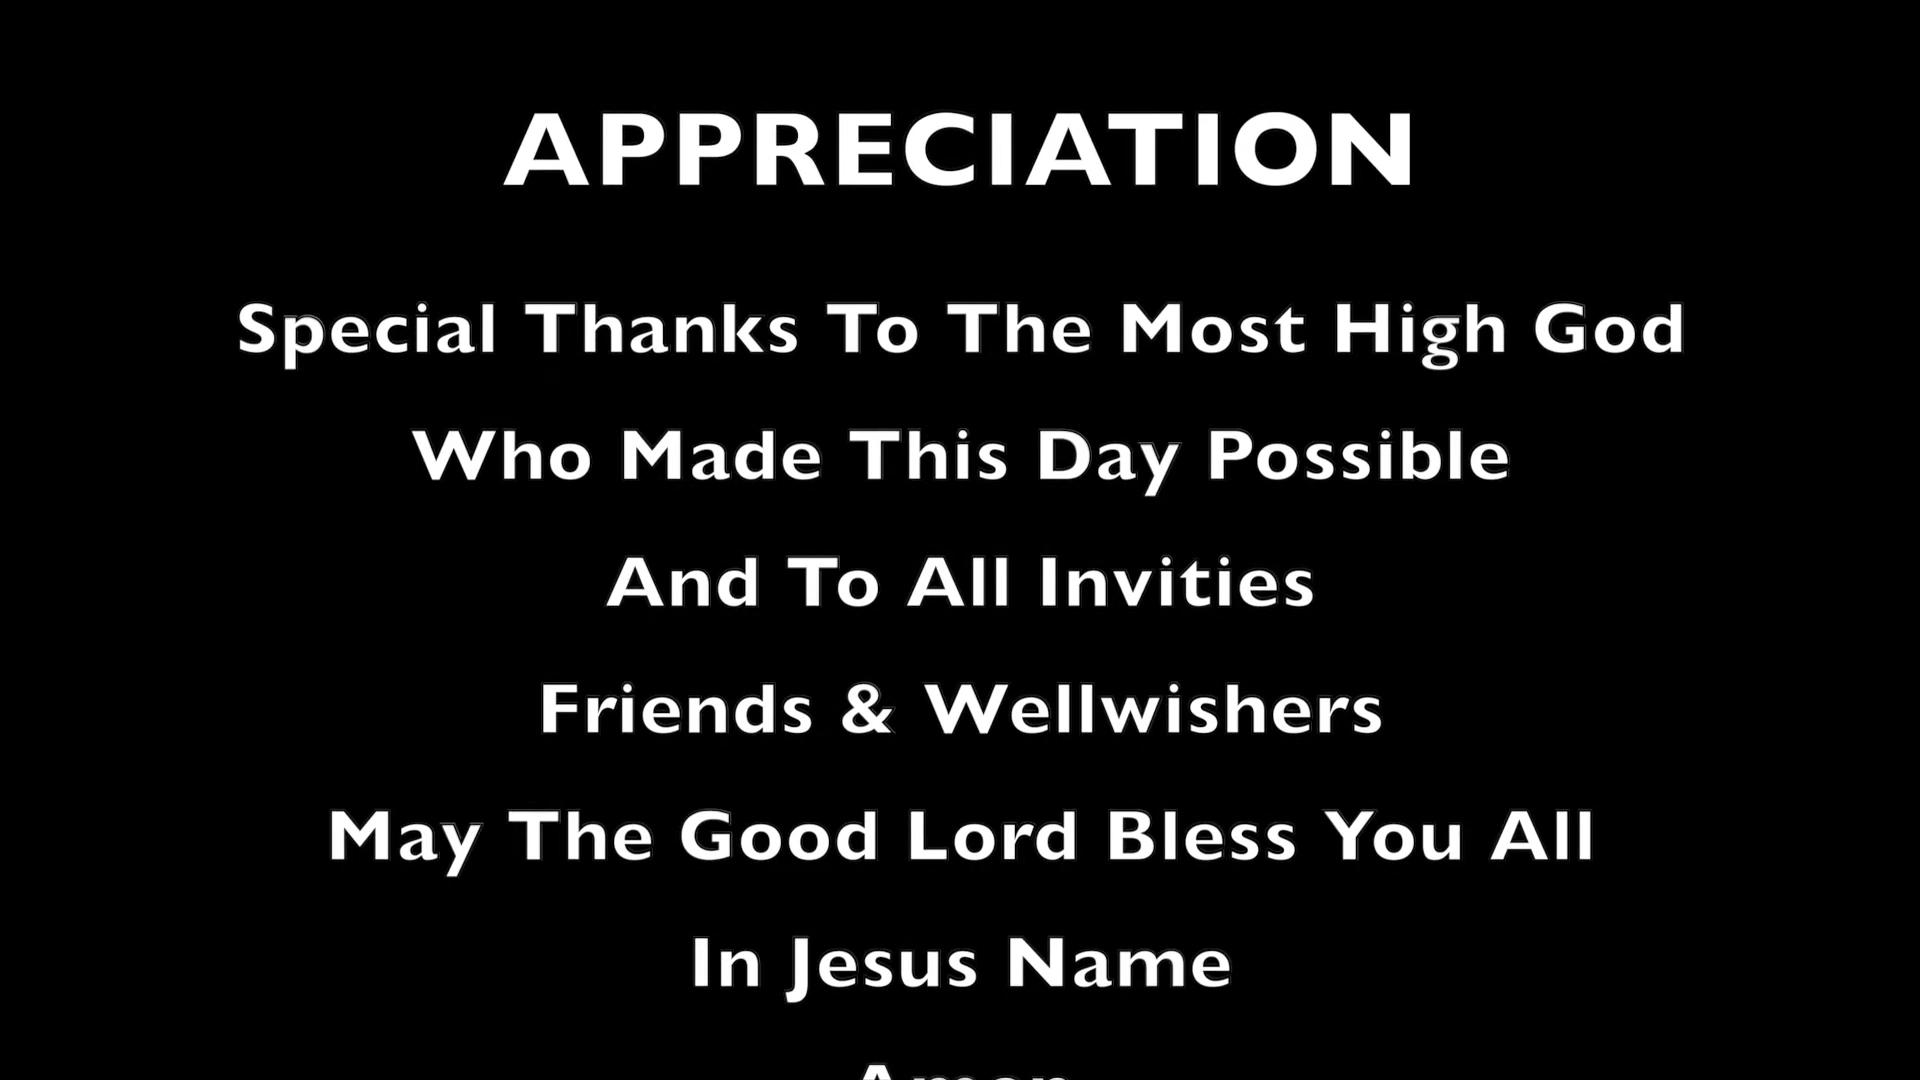 APPRECIATION
Special Thanks To The Most High God
Who Made This Day Possible
And To All Invities
Friends & Wellwishers
May The Good Lord Bless You All
In Jesus Name
Amen